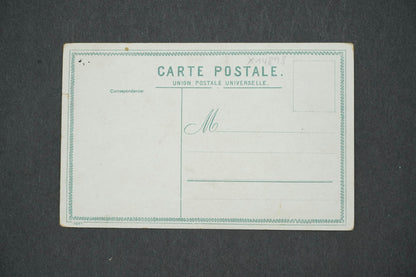 CARTE POSTALE.
UNION POSTALE UNIVERSELLE.
Correspondance:
M